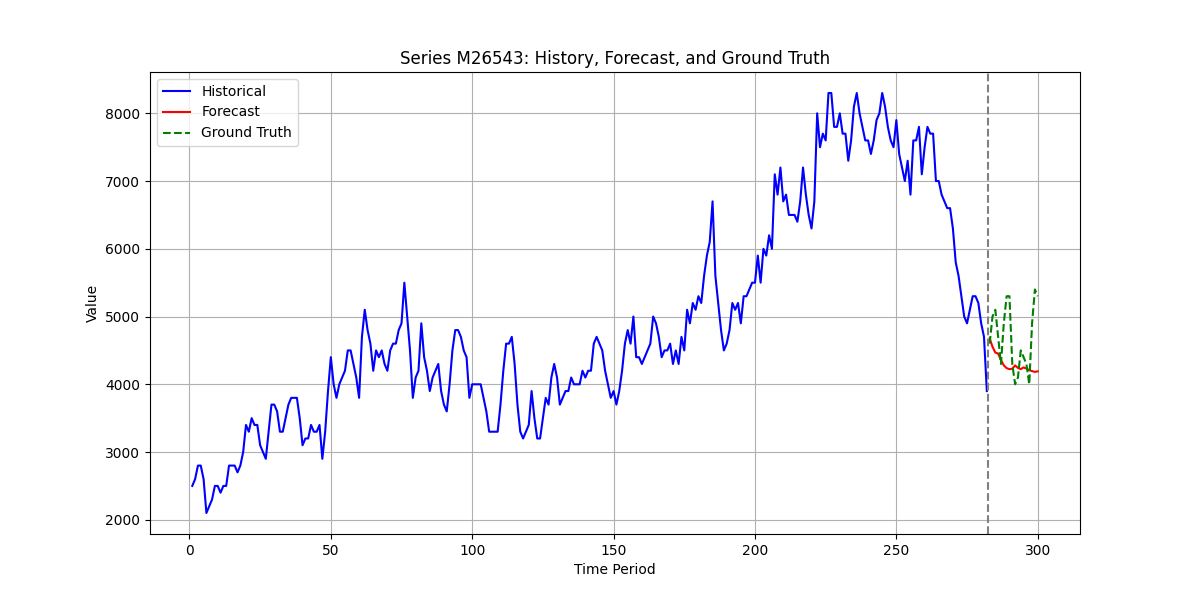 Series M26543: History, Forecast, and Ground Truth
Historical
Forecast
Ground Truth
8000
7000
6000
5000
4000
3000
2000
Value
0 50 100 150 200 250 300
Time Period